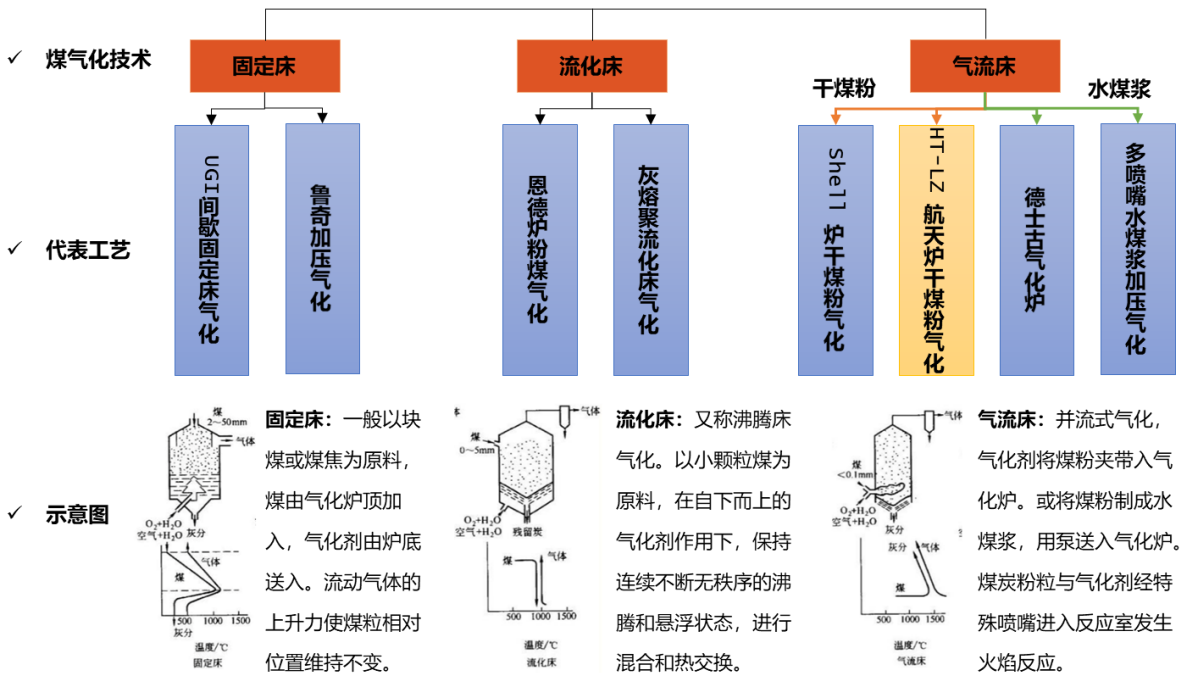 ✓ 煤气化技术
固定床
流化床
气流床
干煤粉
水煤浆
✓ 代表工艺
UGI间歇固定床气化
鲁奇加压气化
恩德炉粉煤气化
灰熔聚流化床气化
Shell 炉干煤粉气化
HT-LZ 航天炉干煤粉气化
德士古气化炉
多喷嘴水煤浆加压气化
✓ 示意图
煤
2~50mm
气体
O₂+H₂O
空气+H₂O
灰分
气体
煤
500 1000 1500
灰分
温度/℃
固定床
固定床：一般以块
煤或煤焦为原料，
煤由气化炉顶加
入，气化剂由炉底
送入。流动气体的
上升力使煤粒相对
位置维持不变。
体
气体
煤
0~5mm
O₂+H₂O
空气+H₂O
残留炭
煤
气体
500 1000 1500
温度/℃
流化床
流化床：又称沸腾床
气化。以小颗粒煤为
原料，在自下而上的
气化剂作用下，保持
连续不断无秩序的沸
腾和悬浮状态，进行
混合和热交换。
气体
煤
<0.1mm
O₂+H₂O
空气+H₂O
灰分
灰分
气体
煤
500 1000 1500
温度/℃
气流床
气流床：并流式气化，
气化剂将煤粉夹带入气
化炉。或将煤粉制成水
煤浆，用泵送入气化炉。
煤炭粉粒与气化剂经特
殊喷嘴进入反应室发生
火焰反应。